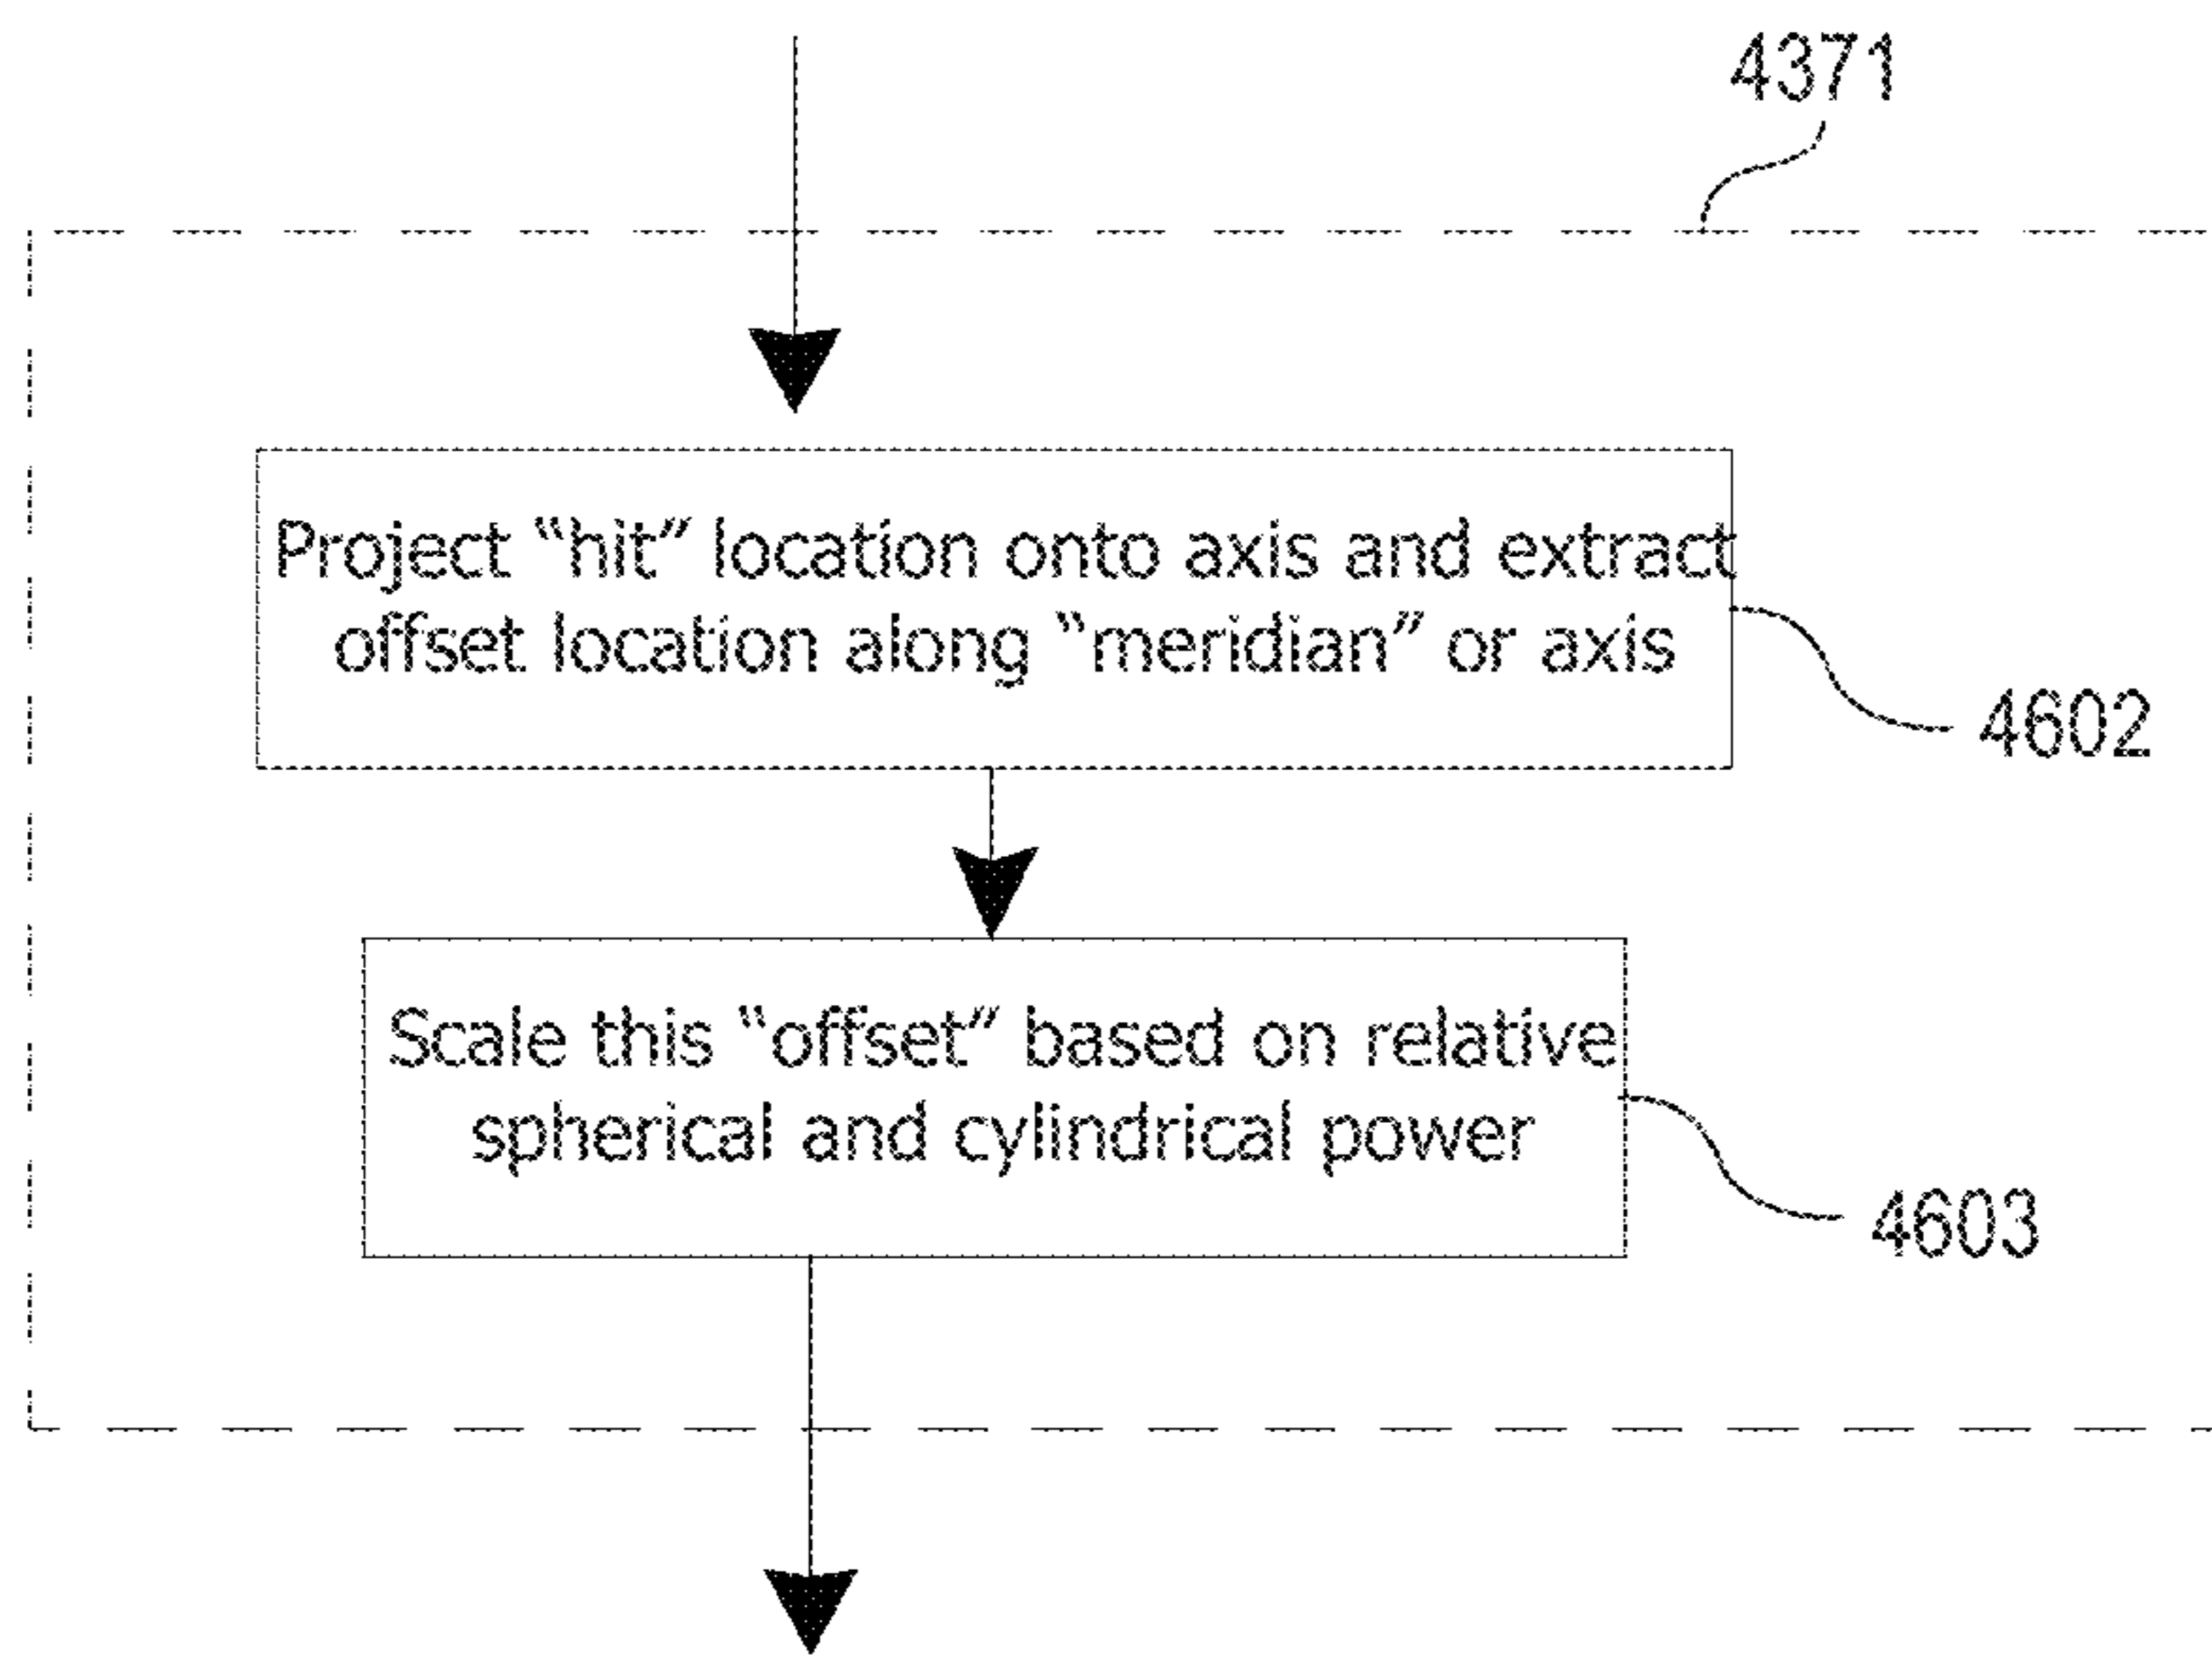 4371
Project “hit” location onto axis and extract
offset location along “meridian” or axis
4602
Scale this “offset” based on relative
spherical and cylindrical power
4603